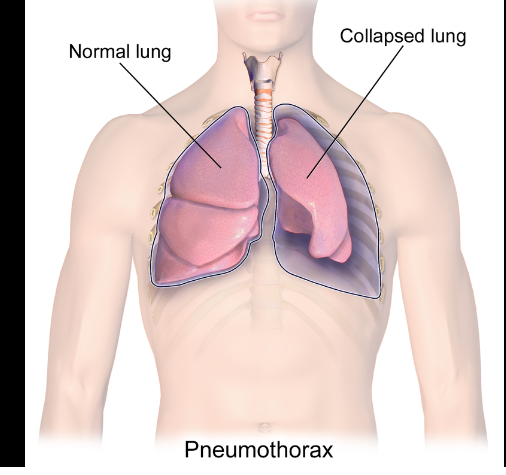 Collapsed lung
Normal lung
Pneumothorax